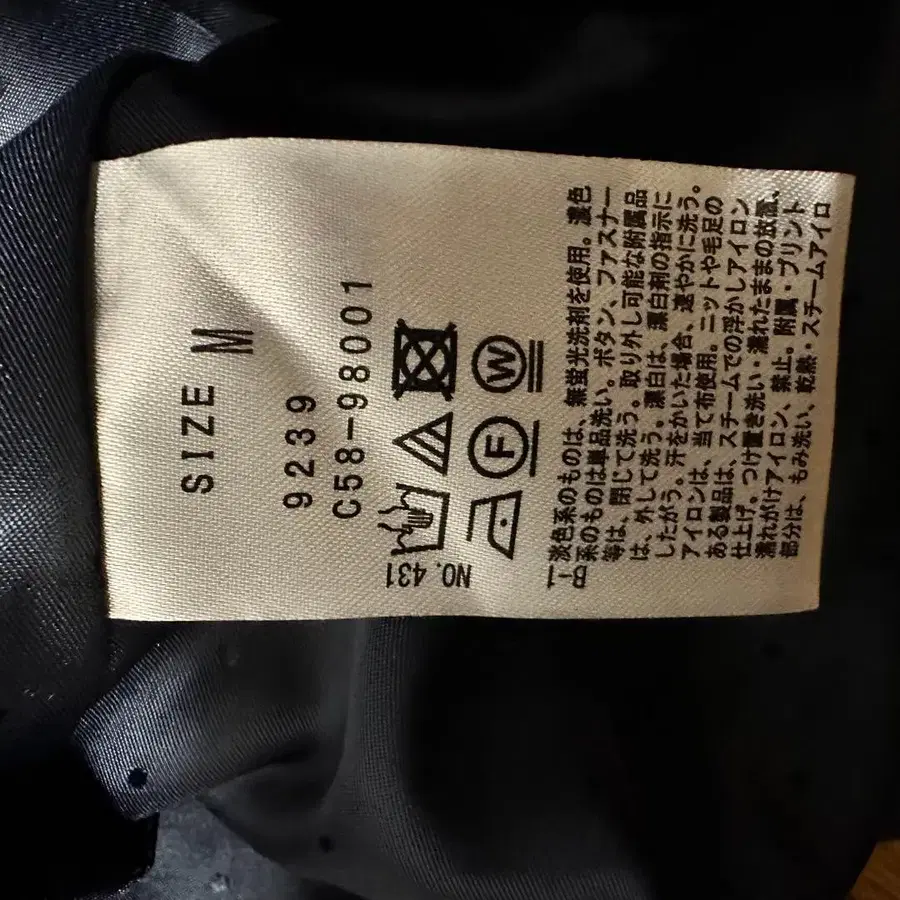 SIZE M
9239
C58-98001
NO. 431
F
W
淡色系のものは、無蛍光洗剤を使用。濃色
系のものは単品洗い。ボタン、ファスナー
等は、閉じて洗う。取り外し可能な附属品
は、外して洗う。漂白は、漂白剤の指示に
したがう。汗をかいた場合、速やかに洗う。
アイロンは、当て布使用。ニットや毛足の
ある製品は、スチームでの浮かしアイロン
仕上げ。つけ置き洗い・濡れたままの放置、
濡れがけアイロン、禁止。附属・プリント
部分は、もみ洗い、乾熱・スチームアイロ